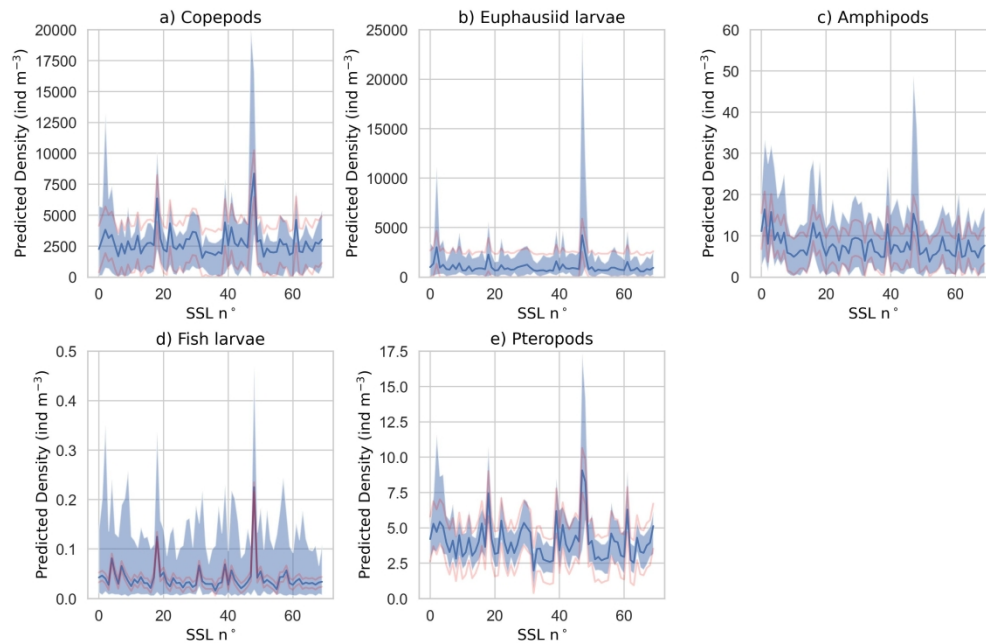 a) Copepods
20000
17500
15000
12500
10000
7500
5000
2500
0
0 20 40 60
Predicted Density (ind m⁻³)
SSL n°
b) Euphausiid larvae
25000
20000
15000
10000
5000
0
0 20 40 60
Predicted Density (ind m⁻³)
SSL n°
c) Amphipods
60
50
40
30
20
10
0
0 20 40 60
Predicted Density (ind m⁻³)
SSL n°
d) Fish larvae
0.5
0.4
0.3
0.2
0.1
0.0
0 20 40 60
Predicted Density (ind m⁻³)
SSL n°
e) Pteropods
17.5
15.0
12.5
10.0
7.5
5.0
2.5
0.0
0 20 40 60
Predicted Density (ind m⁻³)
SSL n°